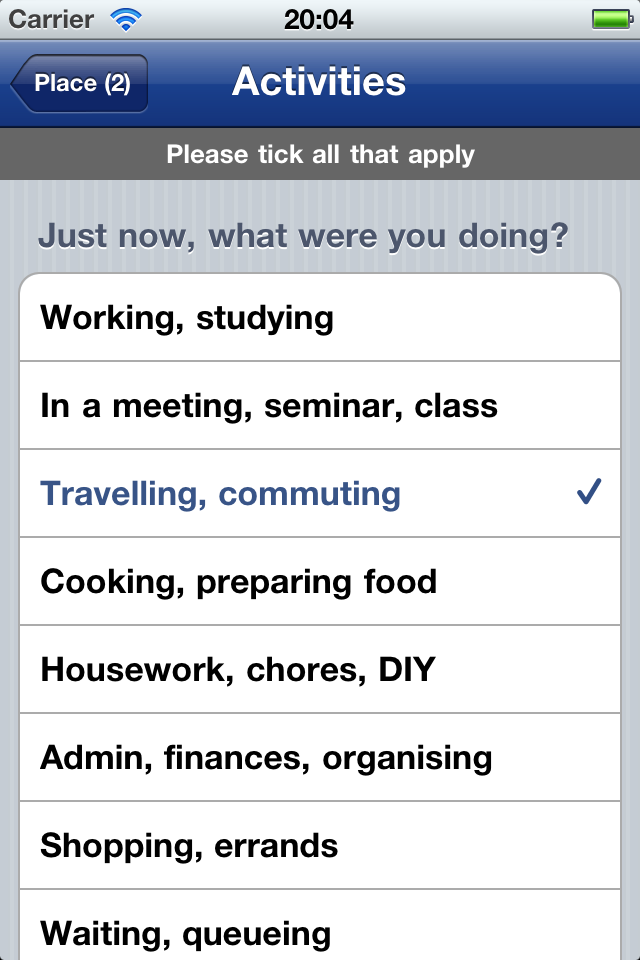 Carrier 20:04
Place (2) Activities
Please tick all that apply
Just now, what were you doing?
Working, studying
In a meeting, seminar, class
Travelling, commuting ✓
Cooking, preparing food
Housework, chores, DIY
Admin, finances, organising
Shopping, errands
Waiting, queueing